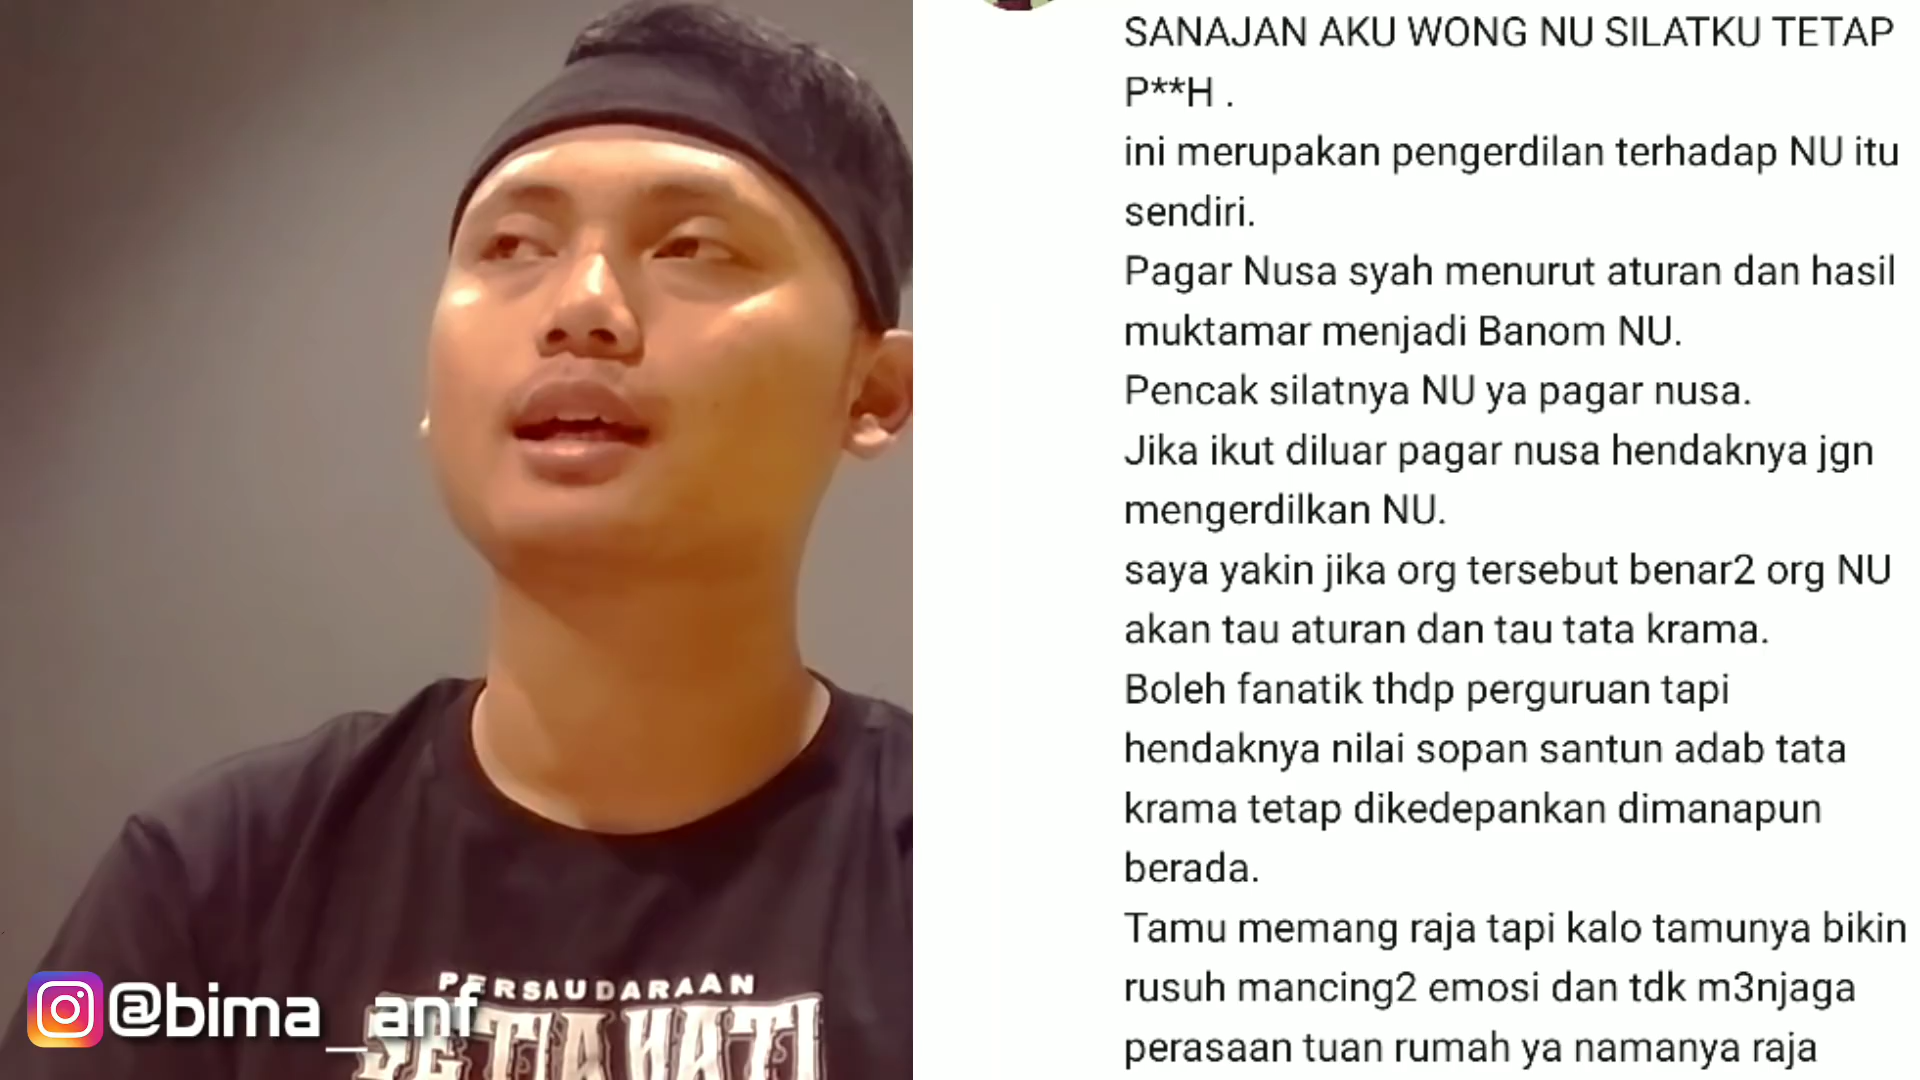 SANAJAN AKU WONG NU SILATKU TETAP
P**H .
ini merupakan pengerdilan terhadap NU itu
sendiri.
Pagar Nusa syah menurut aturan dan hasil
muktamar menjadi Banom NU.
Pencak silatnya NU ya pagar nusa.
Jika ikut diluar pagar nusa hendaknya jgn
mengerdilkan NU.
saya yakin jika org tersebut benar2 org NU
akan tau aturan dan tau tata krama.
Boleh fanatik thdp perguruan tapi
hendaknya nilai sopan santun adab tata
krama tetap dikedepankan dimanapun
berada.
Tamu memang raja tapi kalo tamunya bikin
rusuh mancing2 emosi dan tdk m3njaga
perasaan tuan rumah ya namanya raja
PERSAUDARAAN
SETIA HATI
@bima_anf